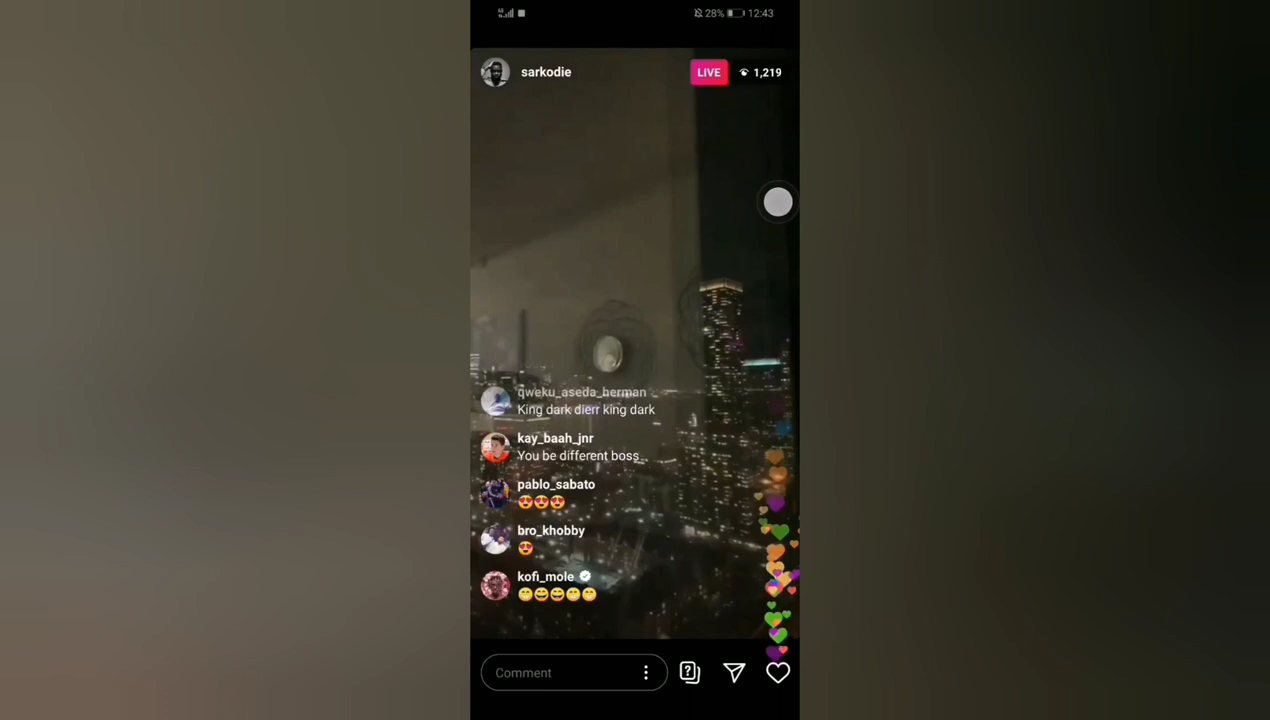 28% 12:43
sarkodie
LIVE 1,219
qweku_aseda_herman
King dark dierr king dark
kay_baah_jnr
You be different boss
pablo_sabato
😍😍😍
bro_khobby
😍
kofi_mole
😁😅😅😁😁
Comment